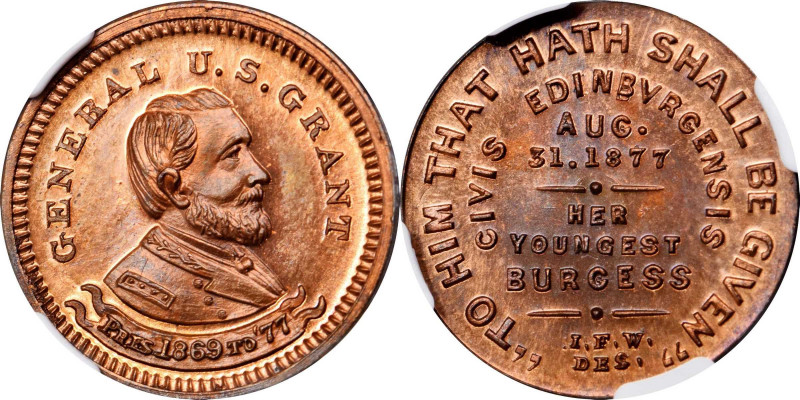 GENERAL U.S.GRANT
PRES. 1869 TO '77
"TO HIM THAT HATH SHALL BE GIVEN"
CIVIS EDINBVRGENSIS
AUG.
31.1877
HER
YOUNGEST
BURGESS
I.F.W.
DES.